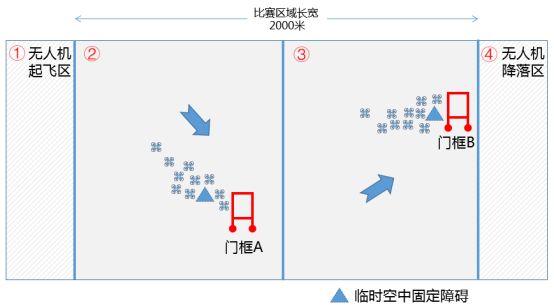 比赛区域长宽
2000米
① 无人机
起飞区
②
③
④ 无人机
降落区
门框B
门框A
临时空中固定障碍